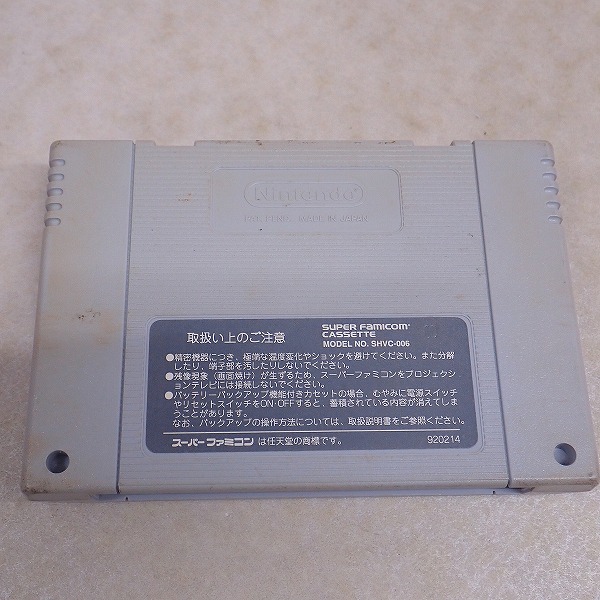 Nintendo
PAT. PEND. MADE IN JAPAN
取扱い上のご注意
SUPER FAMICOM
CASSETTE
MODEL NO. SHVC-006
●精密機器につき、極端な温度変化やショックを避けてください。また分解
したり、端子部を汚したりしないでください。
●残像現象（画面焼け）が生ずるため、スーパーファミコンをプロジェクシ
ョンテレビには接続しないでください。
●バッテリーバックアップ機能付きカセットの場合、むやみに電源スイッチ
やリセットスイッチをON・OFFすると、蓄積されている内容が消えてしま
うことがあります。
なお、バックアップの操作方法については、取扱説明書をご参照ください。
スーパーファミコン は任天堂の商標です。
920214